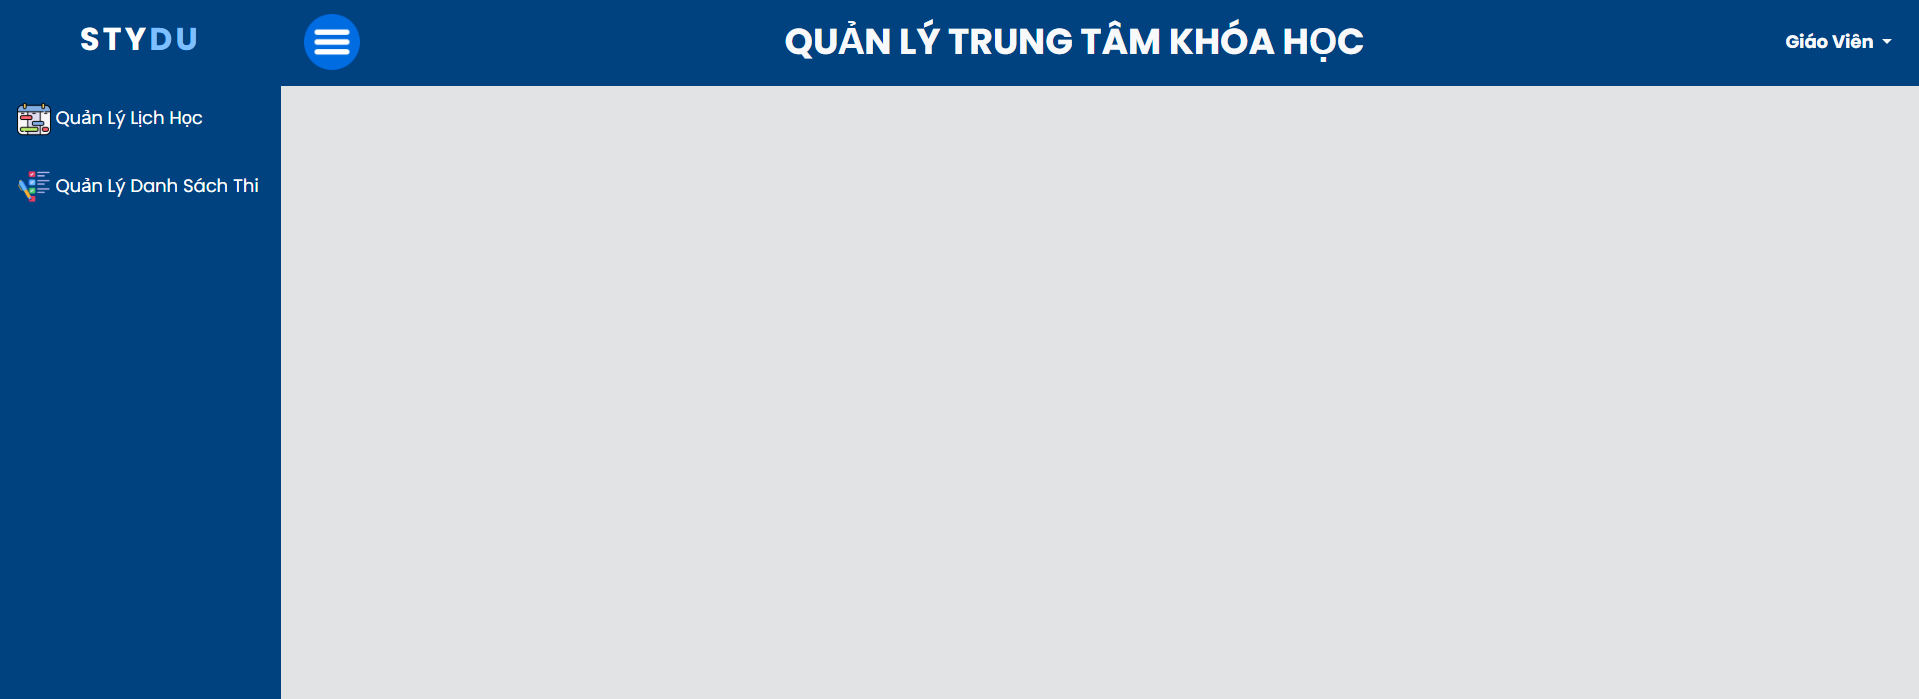 STYDU
QUẢN LÝ TRUNG TÂM KHÓA HỌC
Giáo Viên
Quản Lý Lịch Học
Quản Lý Danh Sách Thi